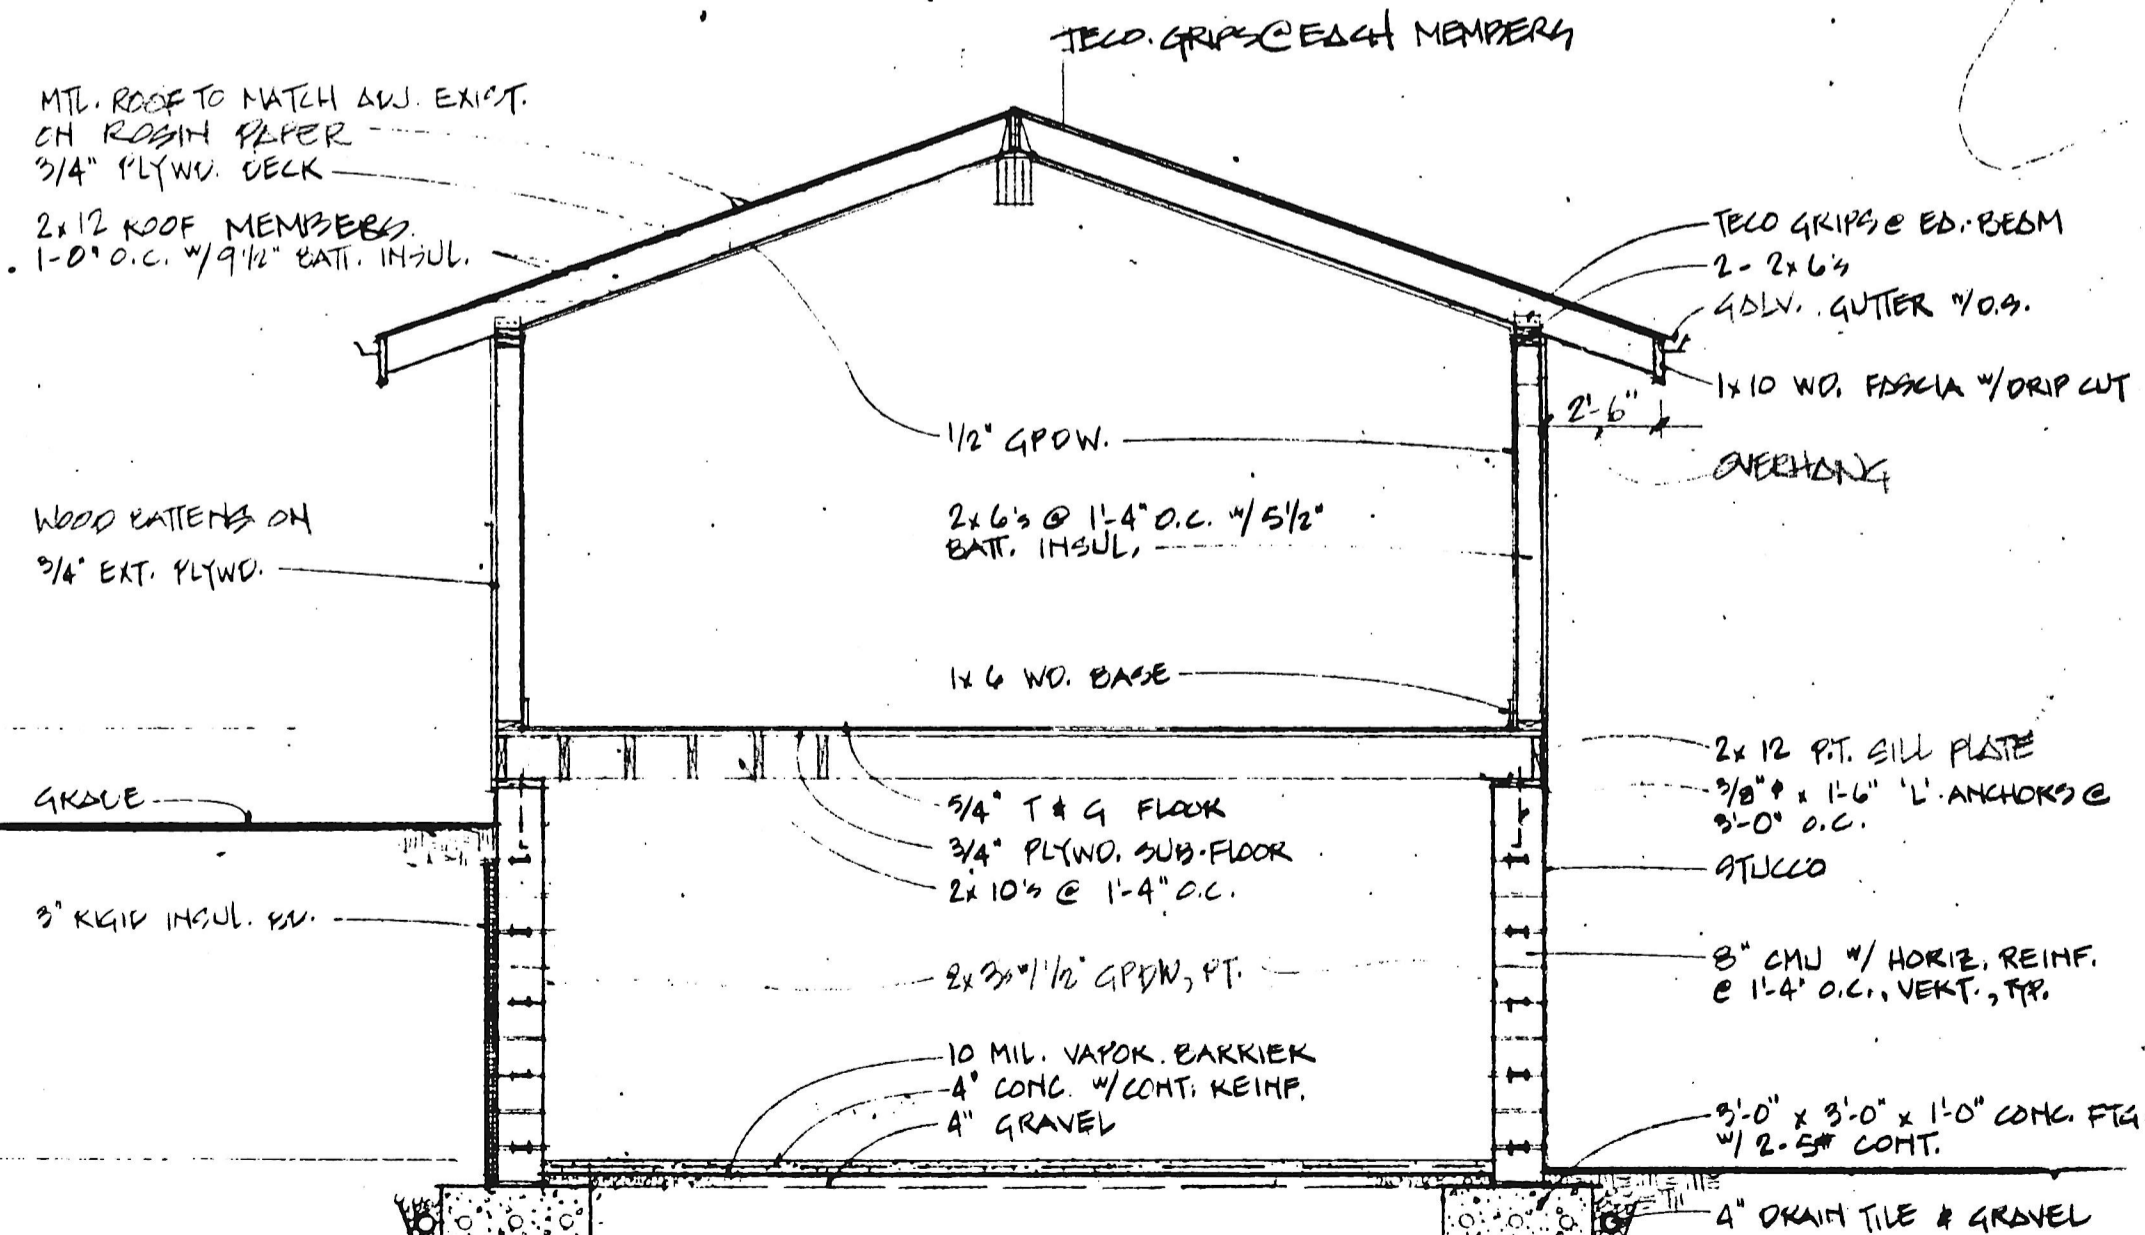 TECO. GRIPS @ EACH MEMBERS
MTL. ROOF TO MATCH ADJ. EXIST.
ON ROSIN PAPER
3/4" PLYWD. DECK
2x12 ROOF MEMBERS.
1-0" O.C. W/ 9 1/2" BATT. INSUL.
TECO GRIPS @ EA. BEAM
2 - 2x6's
GALV. GUTTER W/ D.S.
1x10 WD. FASCIA W/ DRIP CUT
2'-6"
OVERHANG
1/2" GPDW.
WOOD BATTENS ON
3/4" EXT. PLYWD.
2x6's @ 1'-4" O.C. W/ 5 1/2"
BATT. INSUL.
1x6 WD. BASE
GRADE
5/4" T & G FLOOR
3/4" PLYWD. SUB-FLOOR
2x10's @ 1'-4" O.C.
2x12 P.T. SILL PLATE
3/8"φ x 1'-6" 'L' ANCHORS @
3'-0" O.C.
STUCCO
3" RIGID INSUL. BD.
2x3s W/ 1/2" GPDW, PT.
8" CMU W/ HORIZ. REINF.
@ 1'-4" O.C., VERT., TYP.
10 MIL. VAPOR. BARRIER
4" CONC. W/ CONT. REINF.
4" GRAVEL
3'-0" x 3'-0" x 1'-0" CONC. FTG
W/ 2-5# CONT.
4" DRAIN TILE & GRAVEL